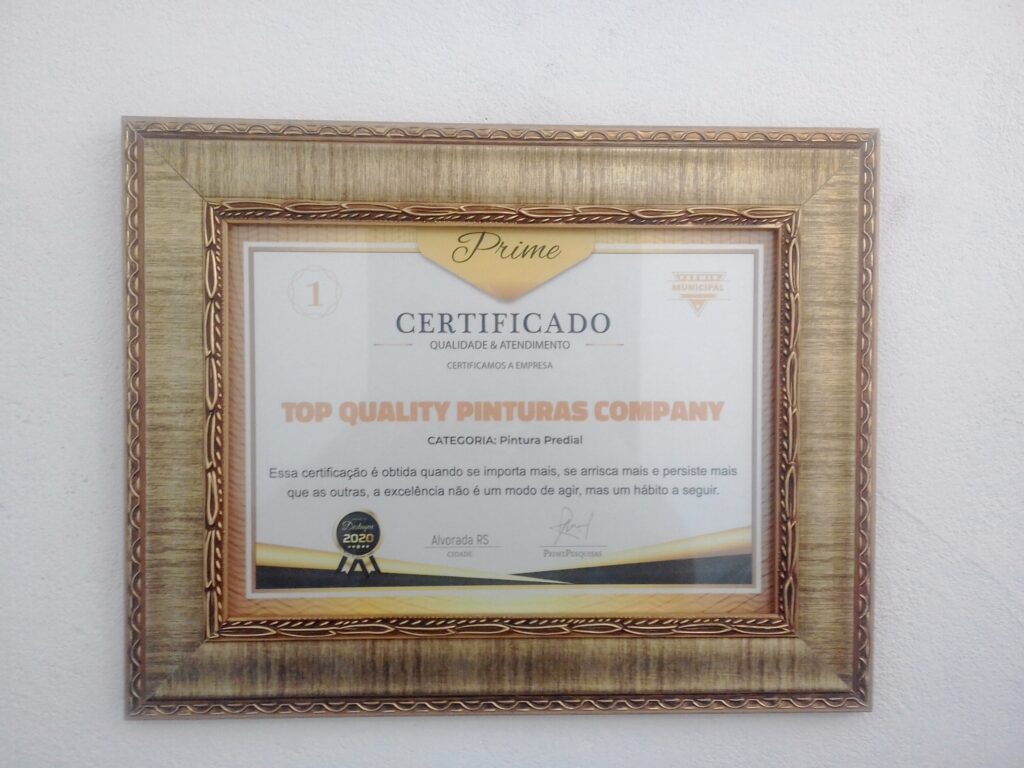 Prime
1
PREMIO
MUNICIPAL
CERTIFICADO
QUALIDADE & ATENDIMENTO
CERTIFICAMOS A EMPRESA
TOP QUALITY PINTURAS COMPANY
CATEGORIA: Pintura Predial
Essa certificação é obtida quando se importa mais, se arrisca mais e persiste mais
que as outras, a excelência não é um modo de agir, mas um hábito a seguir.
Destaques
2020
Alvorada RS
CIDADE
PRIMEPESQUISAS